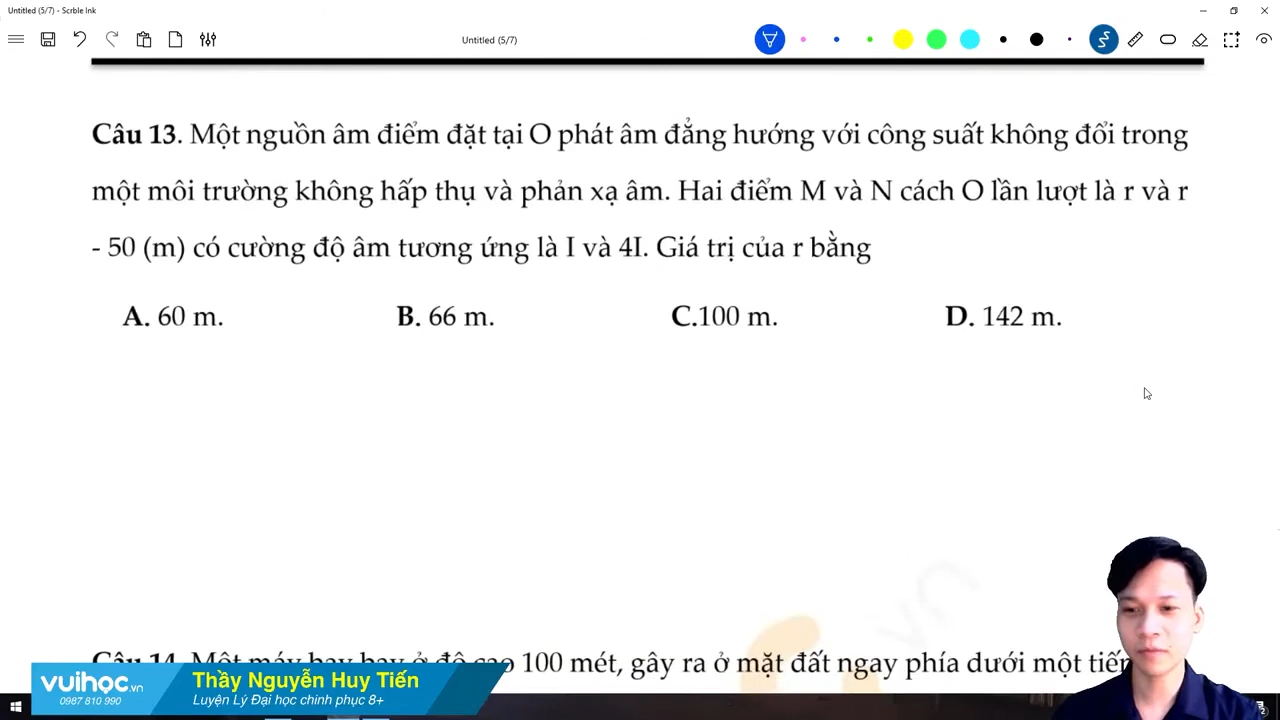 Untitled (5/7) - Scrble Ink
Untitled (5/7)
Câu 13. Một nguồn âm điểm đặt tại O phát âm đẳng hướng với công suất không đổi trong
một môi trường không hấp thụ và phản xạ âm. Hai điểm M và N cách O lần lượt là r và r
- 50 (m) có cường độ âm tương ứng là I và 4I. Giá trị của r bằng
A. 60 m. B. 66 m. C.100 m. D. 142 m.
vn
Câu 14. Một máy bay bay ở độ cao 100 mét, gây ra ở mặt đất ngay phía dưới một
vuihọc.vn
0987 810 990
Thầy Nguyễn Huy Tiến
Luyện Lý Đại học chinh phục 8+